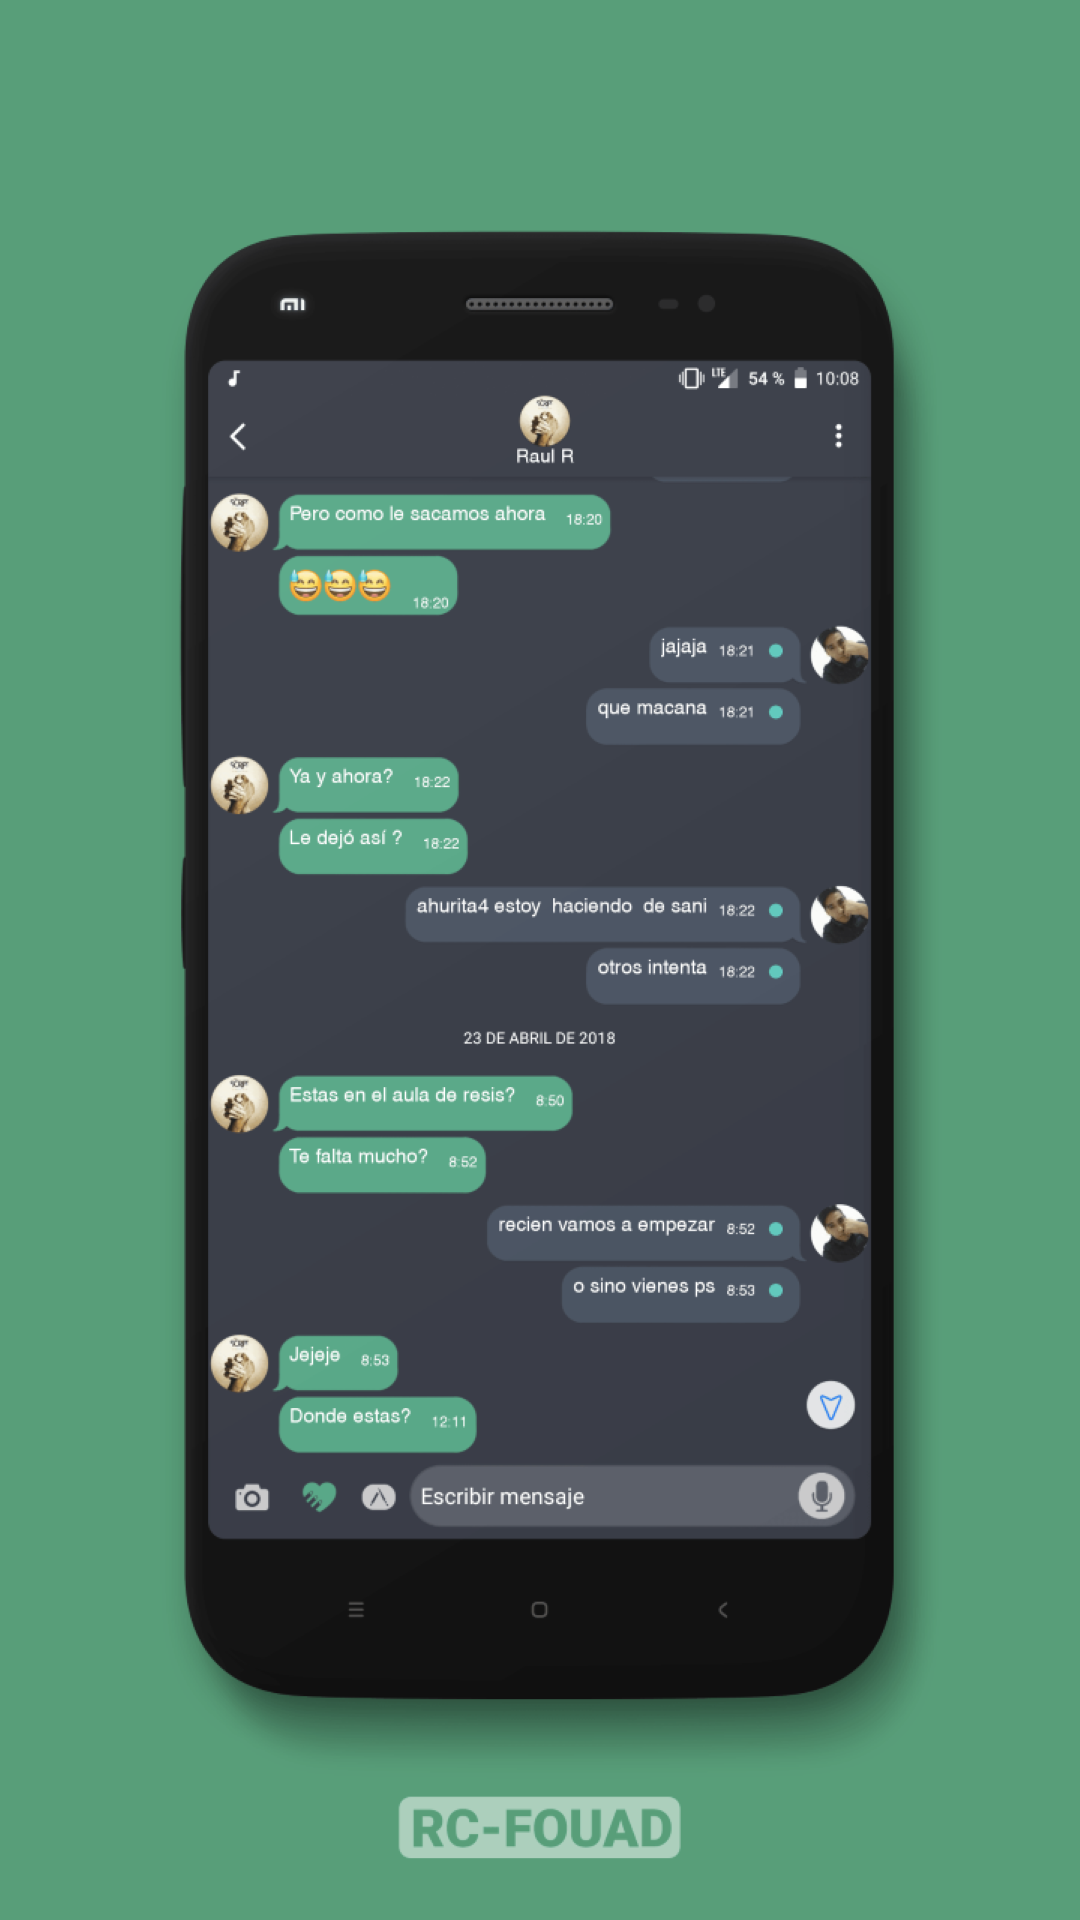 LTE 54 % 10:08
Raul R
Pero como le sacamos ahora 18:20
😅😅😅 18:20
jajaja 18:21
que macana 18:21
Ya y ahora? 18:22
Le dejó así ? 18:22
ahurita4 estoy  haciendo  de sani 18:22
otros intenta 18:22
23 DE ABRIL DE 2018
Estas en el aula de resis? 8:50
Te falta mucho? 8:52
recien vamos a empezar 8:52
o sino vienes ps 8:53
Jejeje 8:53
Donde estas? 12:11
Escribir mensaje
RC-FOUAD